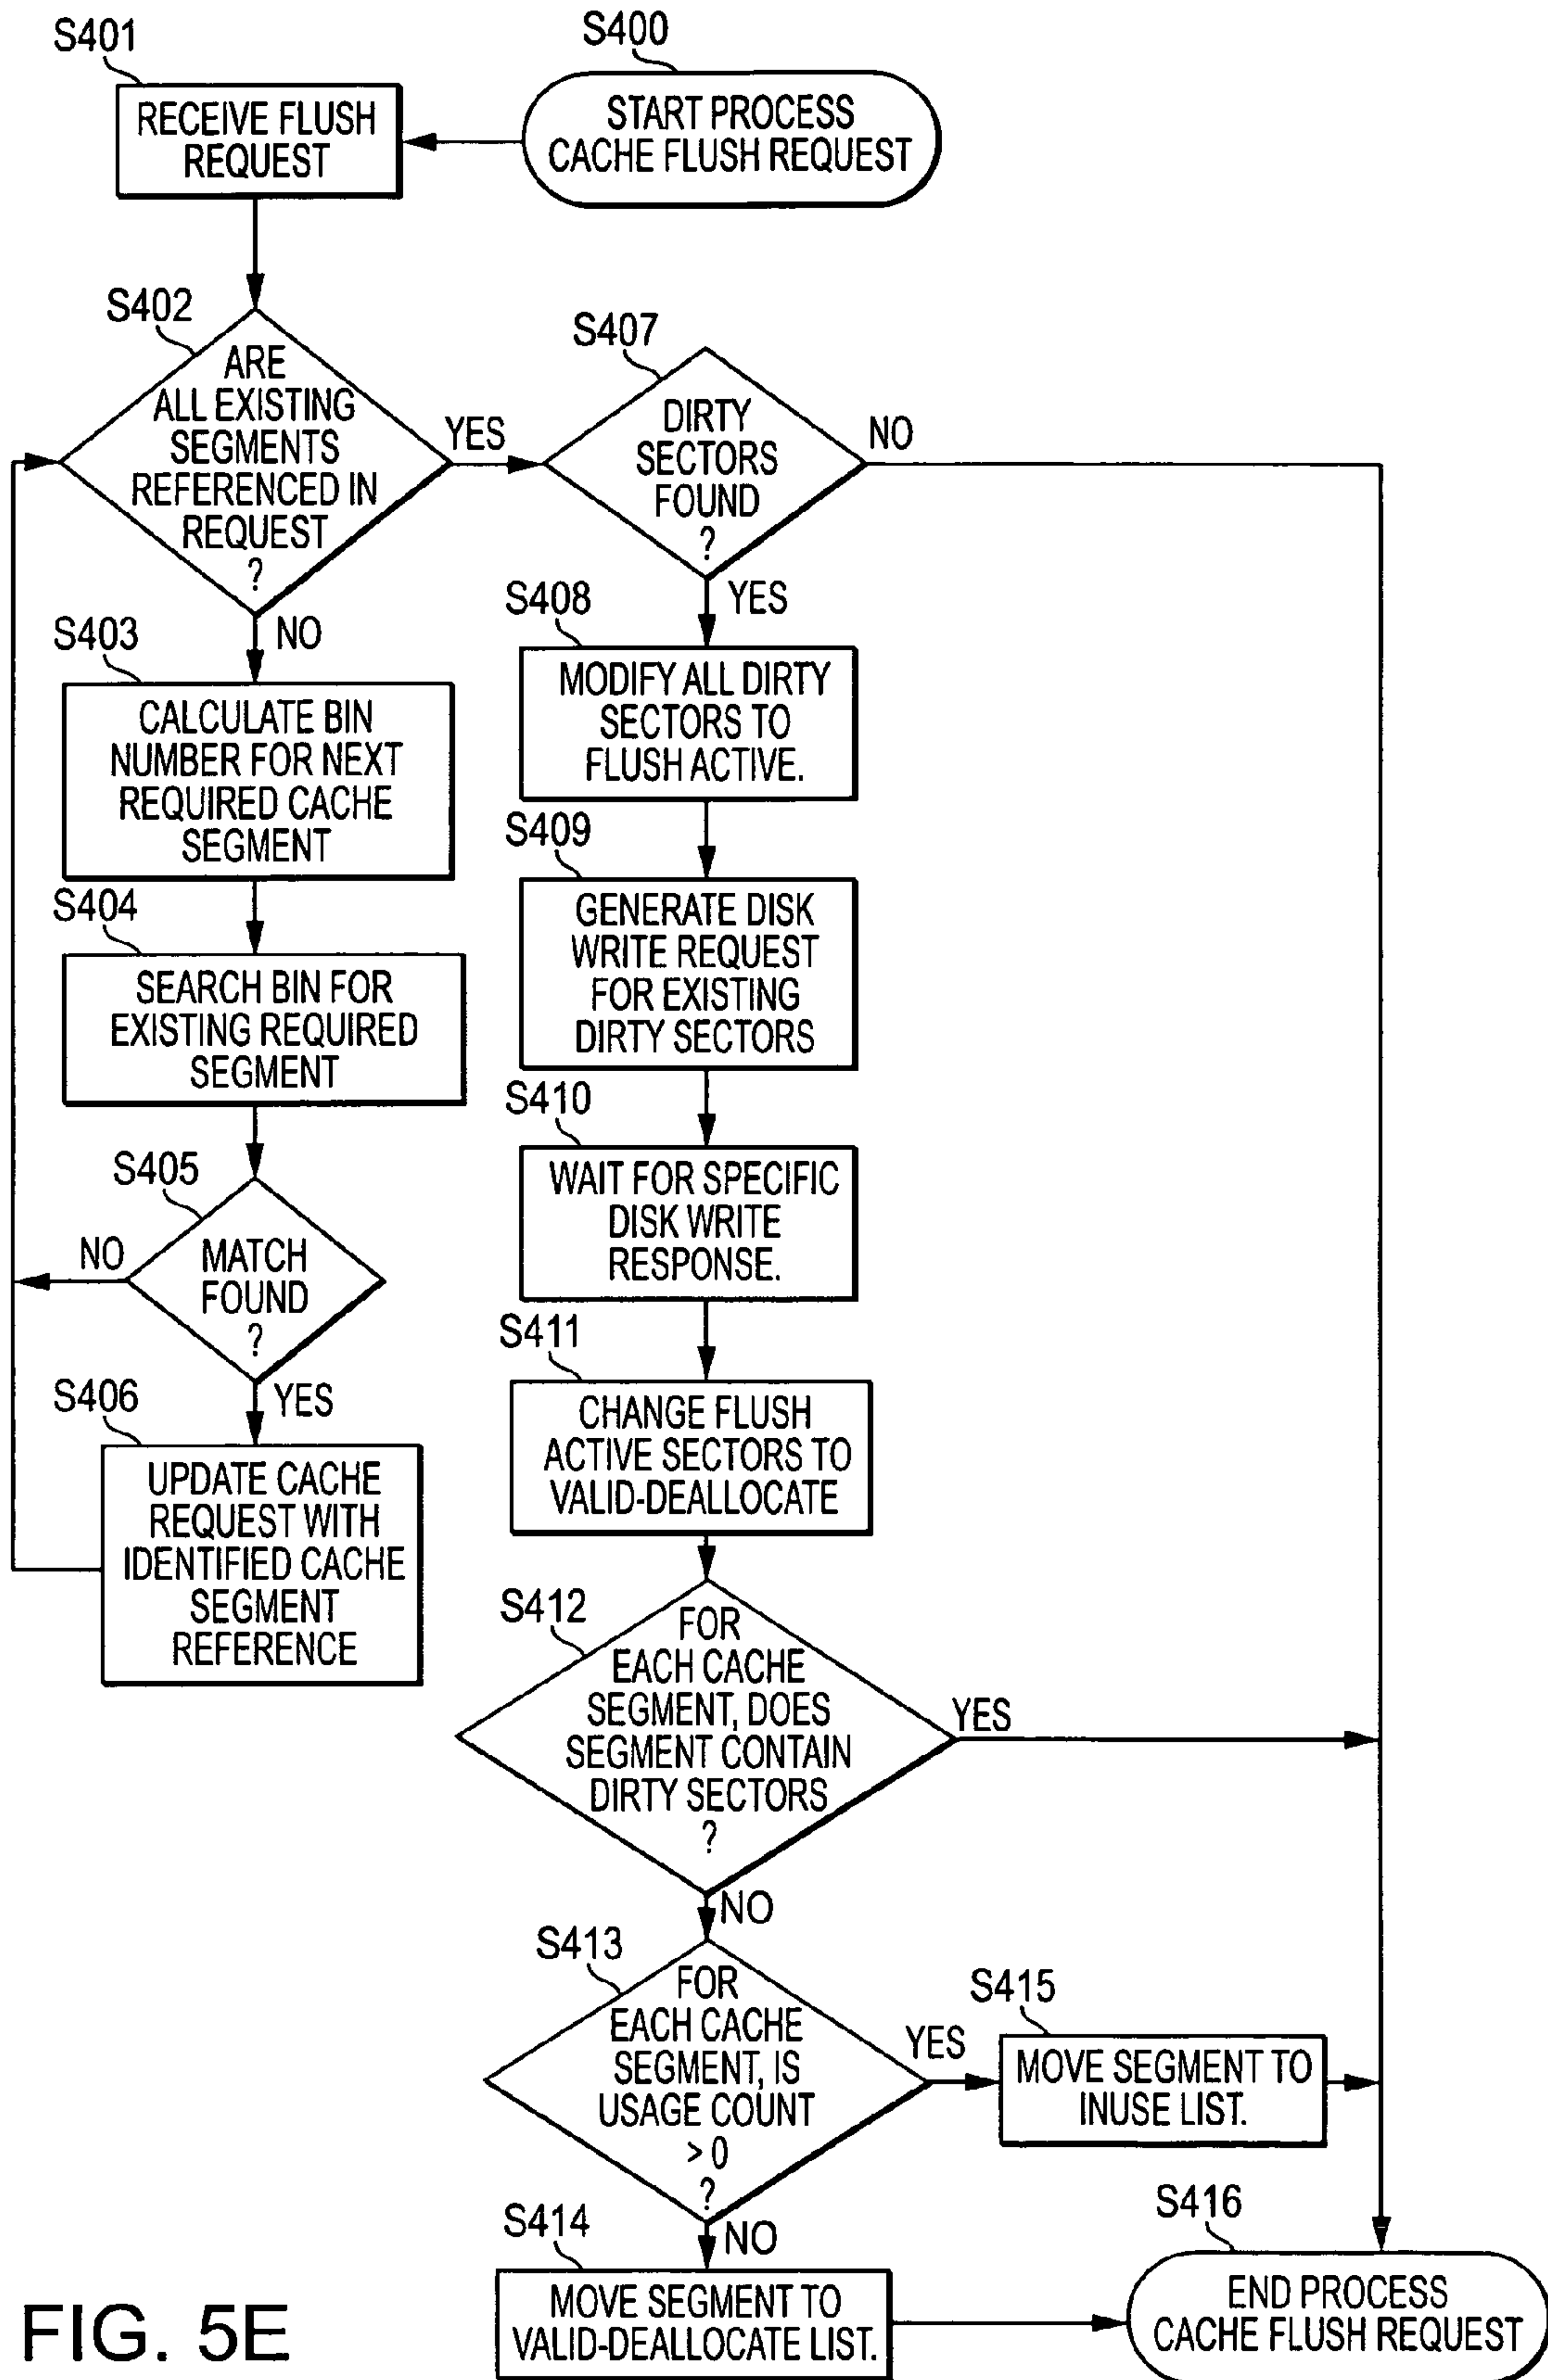 S401
RECEIVE FLUSH
REQUEST
S400
START PROCESS
CACHE FLUSH REQUEST
S402
ARE
ALL EXISTING
SEGMENTS
REFERENCED IN
REQUEST
?
YES
NO
S407
DIRTY
SECTORS
FOUND
?
NO
YES
S403
CALCULATE BIN
NUMBER FOR NEXT
REQUIRED CACHE
SEGMENT
S404
SEARCH BIN FOR
EXISTING REQUIRED
SEGMENT
S405
MATCH
FOUND
?
NO
YES
S406
UPDATE CACHE
REQUEST WITH
IDENTIFIED CACHE
SEGMENT
REFERENCE
S408
MODIFY ALL DIRTY
SECTORS TO
FLUSH ACTIVE.
S409
GENERATE DISK
WRITE REQUEST
FOR EXISTING
DIRTY SECTORS
S410
WAIT FOR SPECIFIC
DISK WRITE
RESPONSE.
S411
CHANGE FLUSH
ACTIVE SECTORS TO
VALID-DEALLOCATE
S412
FOR
EACH CACHE
SEGMENT, DOES
SEGMENT CONTAIN
DIRTY SECTORS
?
YES
NO
S413
FOR
EACH CACHE
SEGMENT, IS
USAGE COUNT
> 0
?
YES
NO
S415
MOVE SEGMENT TO
INUSE LIST.
S414
MOVE SEGMENT TO
VALID-DEALLOCATE LIST.
S416
END PROCESS
CACHE FLUSH REQUEST
FIG. 5E